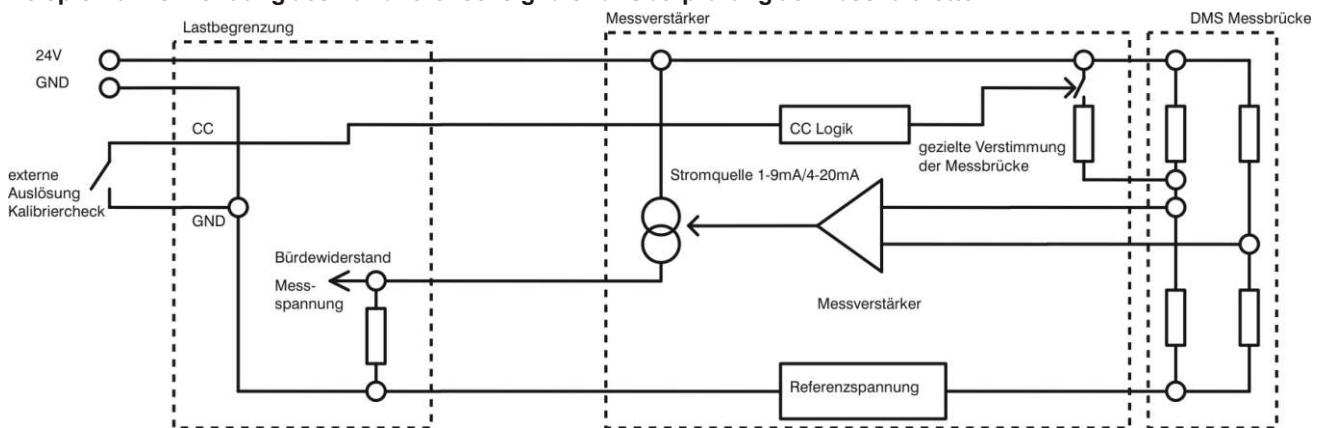 Messverstärker
DMS Messbrücke
Lastbegrenzung
24V
GND
CC
CC Logik
gezielte Verstimmung
der Messbrücke
externe
Auslösung
Kalibriercheck
Stromquelle 1-9mA/4-20mA
GND
Bürdewiderstand
Mess-
spannung
Messverstärker
Referenzspannung